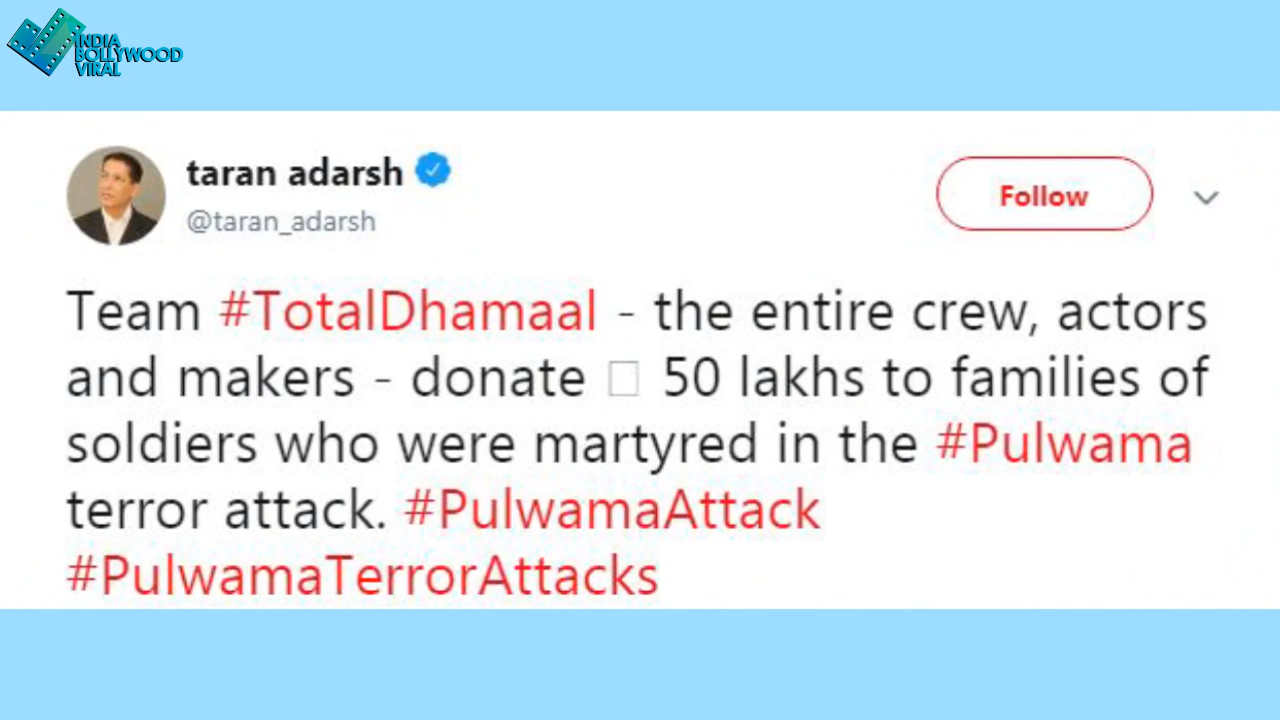 INDIA
BOLLYWOOD
VIRAL
taran adarsh
@taran_adarsh
Follow
Team #TotalDhamaal - the entire crew, actors
and makers - donate □ 50 lakhs to families of
soldiers who were martyred in the #Pulwama
terror attack. #PulwamaAttack
#PulwamaTerrorAttacks